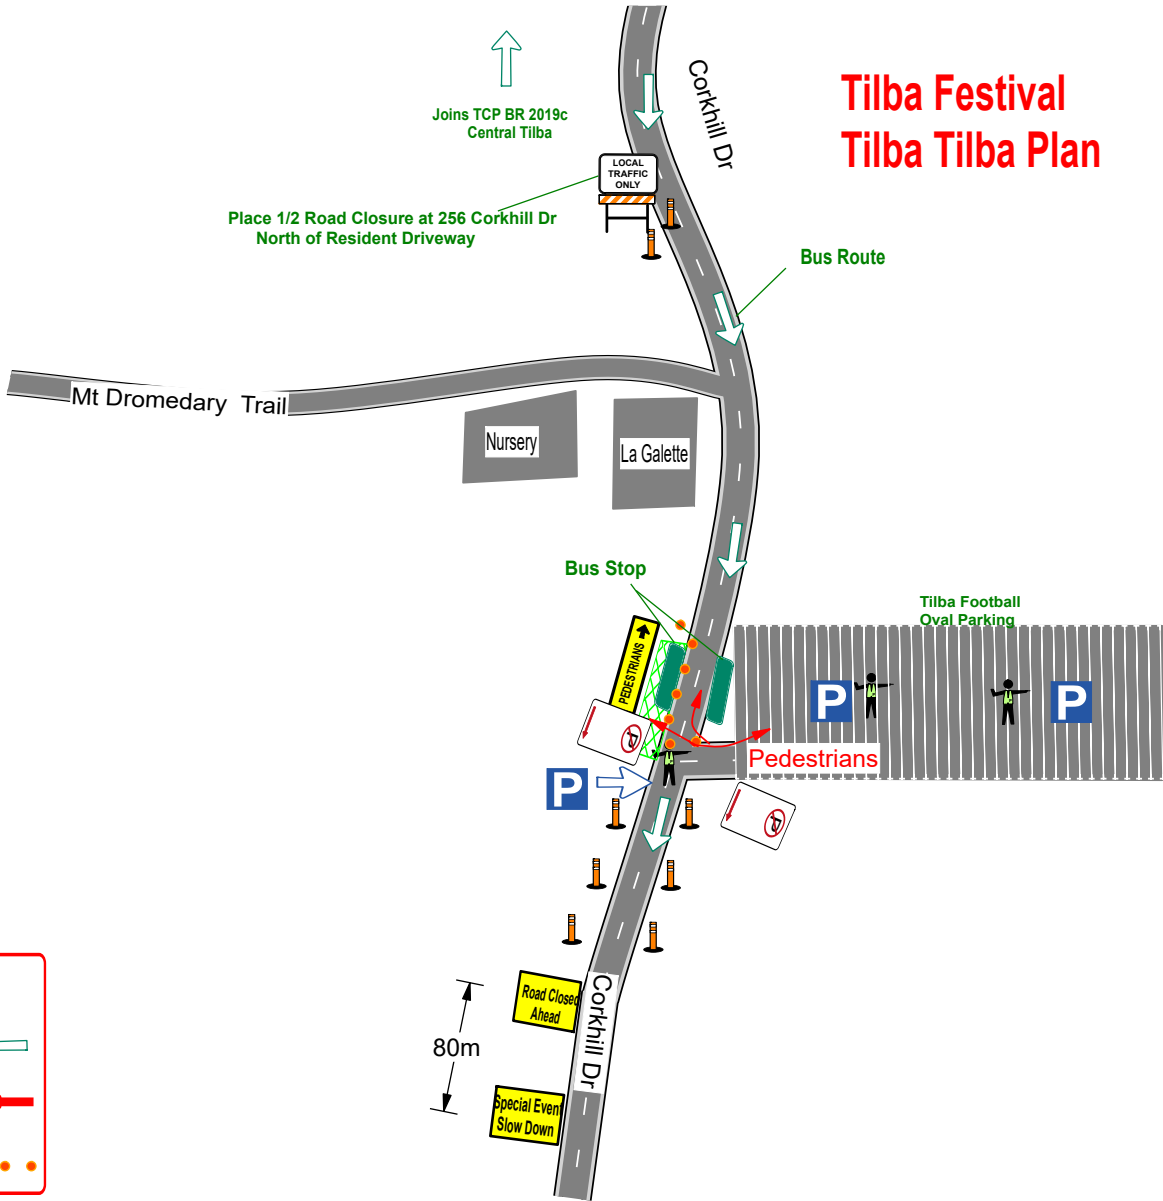 Tilba Festival
Tilba Tilba Plan
Joins TCP BR 2019c
Central Tilba
Corkhill Dr
LOCAL
TRAFFIC
ONLY
Place 1/2 Road Closure at 256 Corkhill Dr
North of Resident Driveway
Bus Route
Mt Dromedary Trail
Nursery
La Galette
Bus Stop
Tilba Football
Oval Parking
PEDESTRIANS
P
P
P
P
P
Pedestrians
Road Closed
Ahead
Corkhill Dr
80m
Special Event
Slow Down